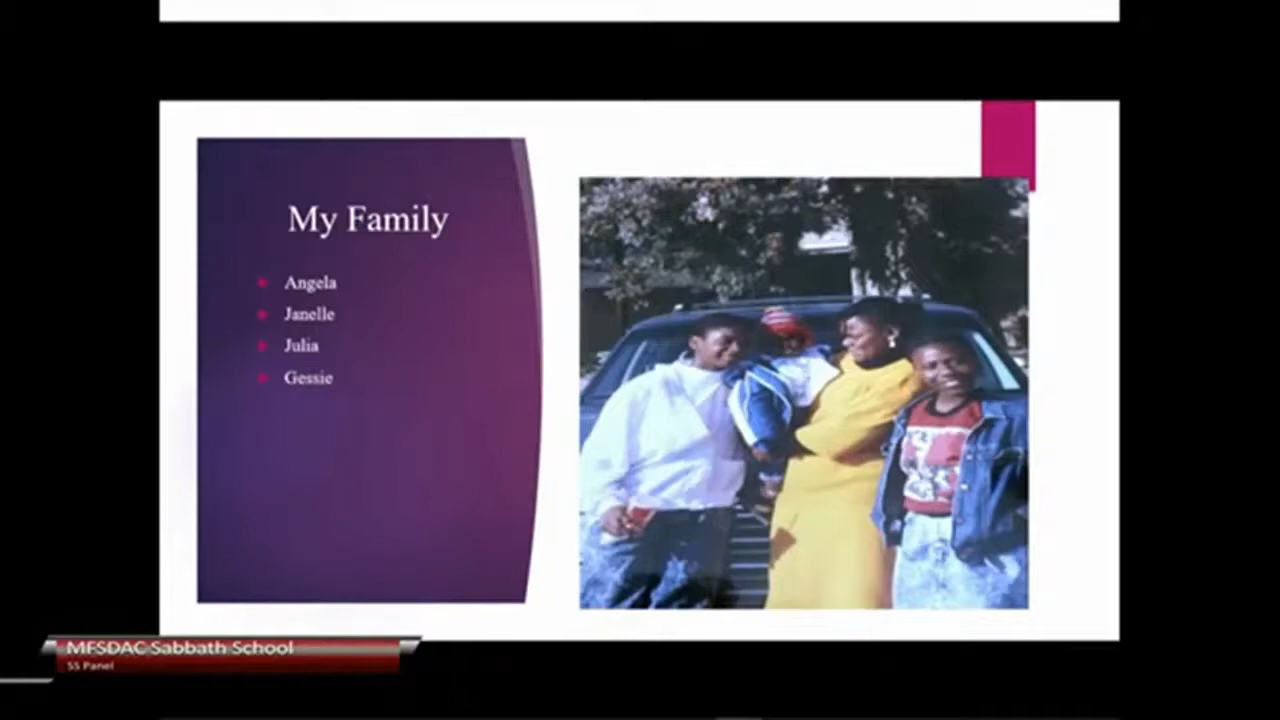 My Family
Angela
Janelle
Julia
Gessie
MFSDAC Sabbath School
SS Panel